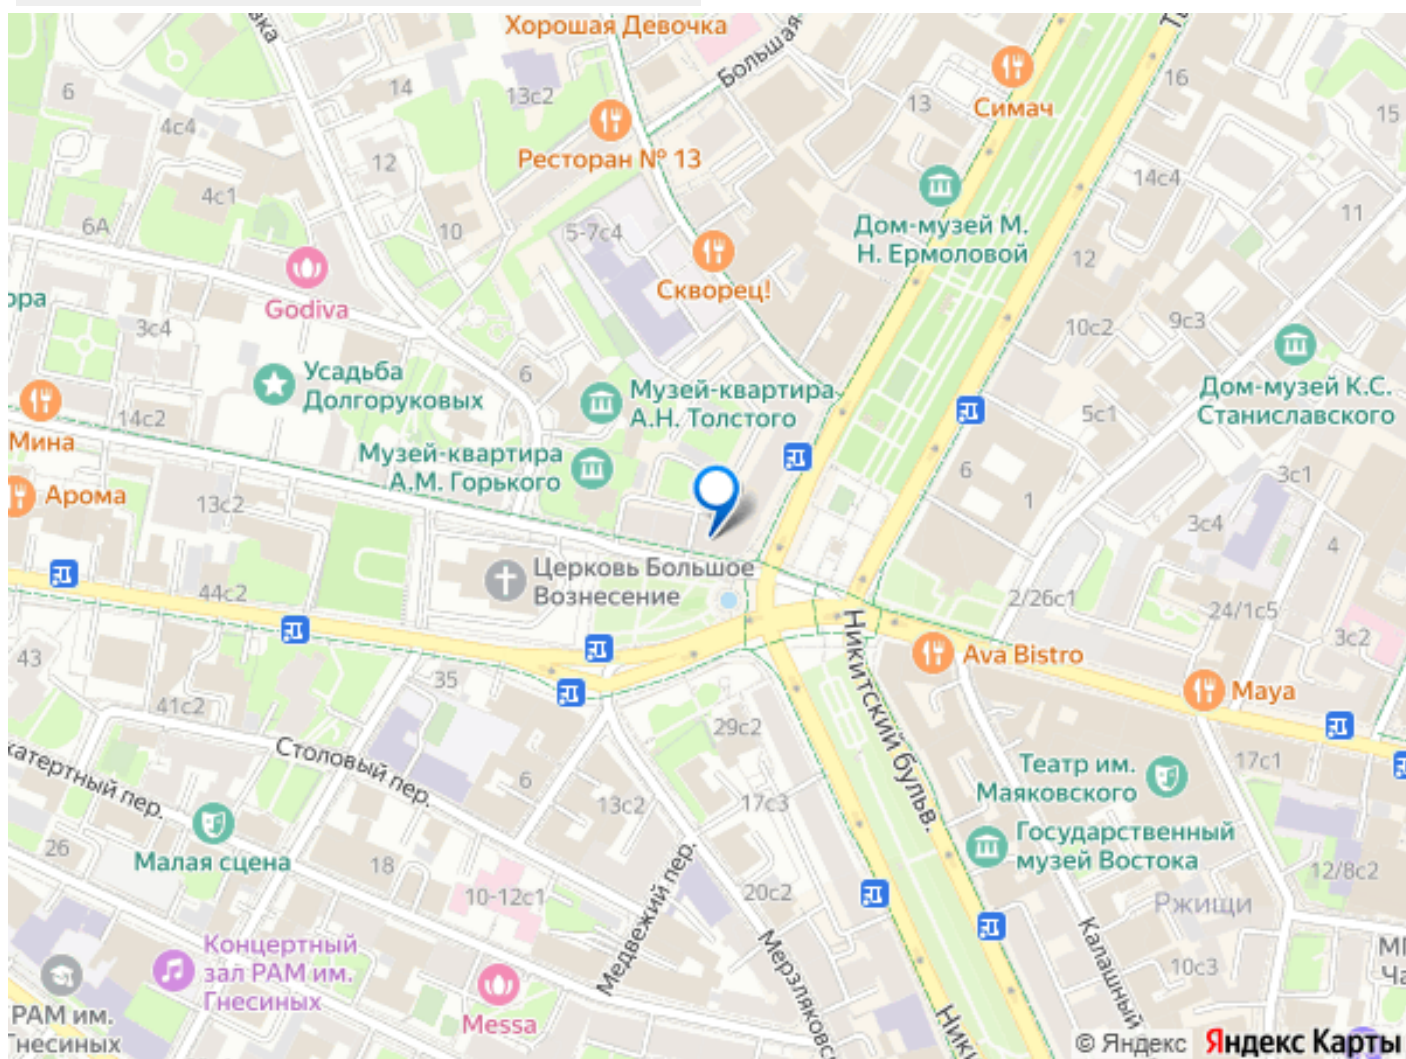 Хорошая Девочка
Большая
14
6
13с2
13
Симач
16
15
4с4
12
Ресторан № 13
14с4
4с1
Дом-музей М.
Н. Ермоловой
11
6А
10
5-7с4
12
Скворец!
Godiva
3с4
10с2
9с3
Усадьба
Долгоруковых
6
Музей-квартира
А.Н. Толстого
Дом-музей К.С.
Станиславского
14с2
5с1
Мина
Музей-квартира
А.М. Горького
6
3с1
Арома
13с2
1
3с4
4
Церковь Большое
Вознесение
44с2
2/26с1
24/1с5
3с2
43
35
Никитский бульв.
Ava Bistro
Maya
41с2
29с2
Столовый пер.
6
13с2
17с3
Театр им.
Маяковского
17с1
Малая сцена
Государственный
музей Востока
26
18
12/8с2
10-12с1
Медвежий пер.
20с2
Ржищи
Концертный
зал РАМ им.
Гнесиных
Калашный
10с3
Messa
РАМ им.
© Яндекс Яндекс Карты